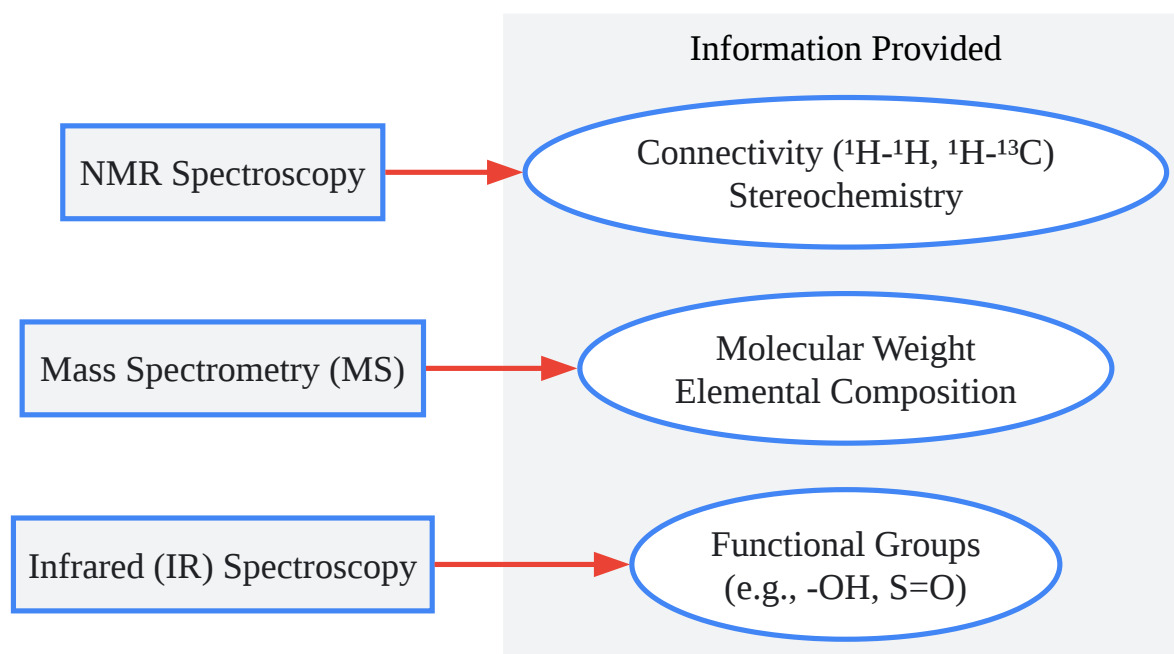 Information Provided
NMR Spectroscopy
Connectivity (¹H-¹H, ¹H-¹³C)
Stereochemistry
Mass Spectrometry (MS)
Molecular Weight
Elemental Composition
Infrared (IR) Spectroscopy
Functional Groups
(e.g., -OH, S=O)